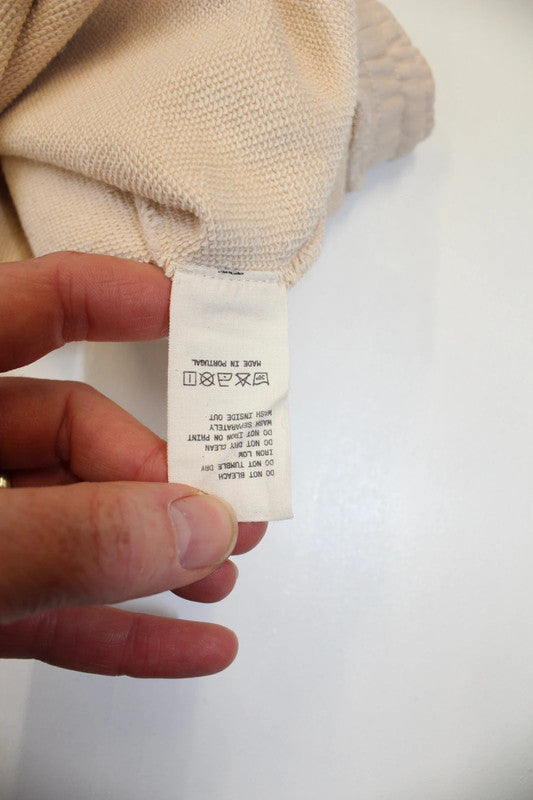 DO NOT BLEACH
DO NOT TUMBLE DRY
IRON LOW
DO NOT DRY CLEAN
DO NOT IRON ON PRINT
WASH SEPARATELY
WASH INSIDE OUT
30°
MADE IN PORTUGAL